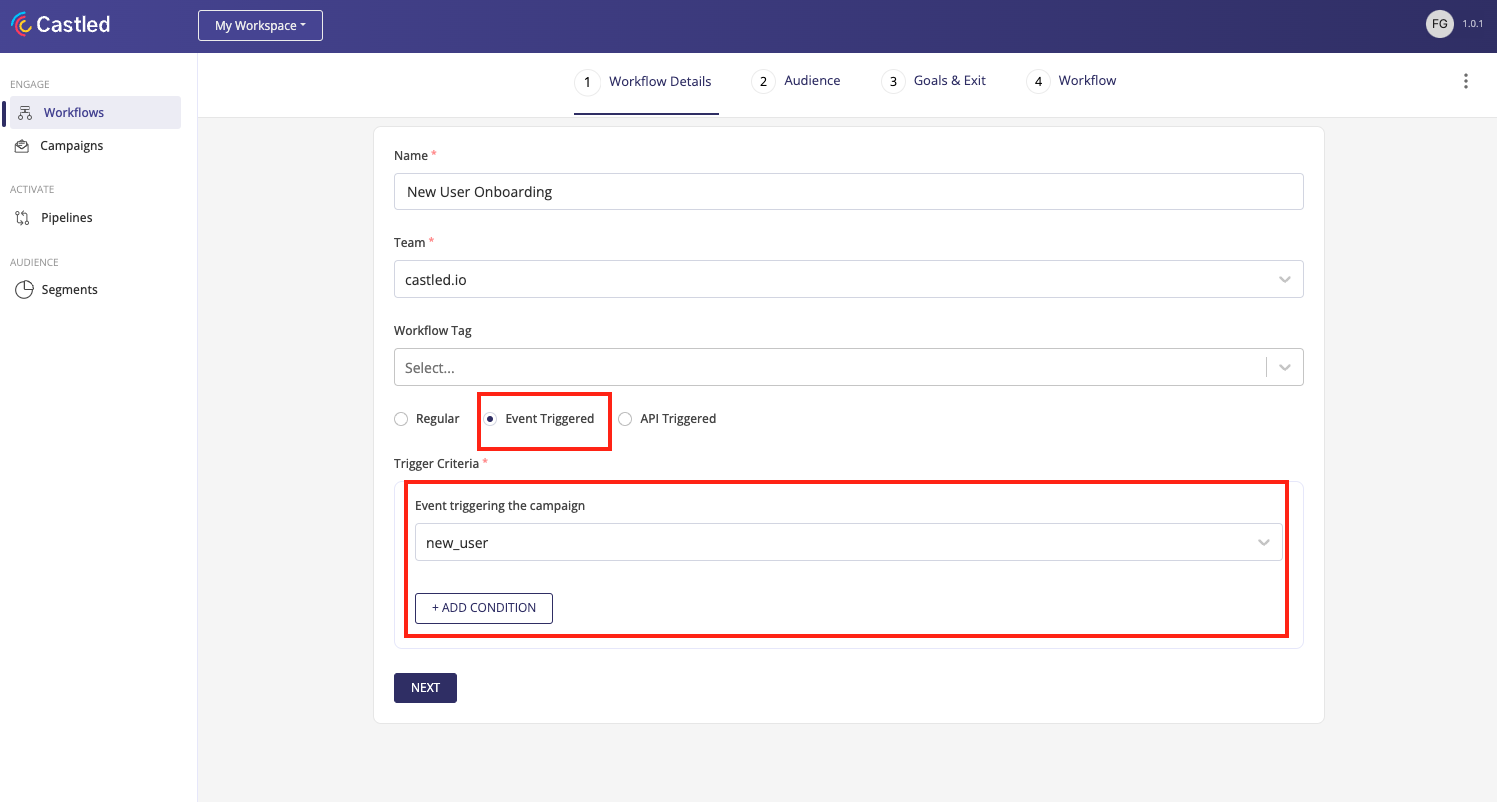 Castled
My Workspace
FG
1.0.1
ENGAGE
Workflows
Campaigns
ACTIVATE
Pipelines
AUDIENCE
Segments
1 Workflow Details
2 Audience
3 Goals & Exit
4 Workflow
Name *
New User Onboarding
Team *
castled.io
Workflow Tag
Select...
Regular
Event Triggered
API Triggered
Trigger Criteria *
Event triggering the campaign
new_user
+ ADD CONDITION
NEXT